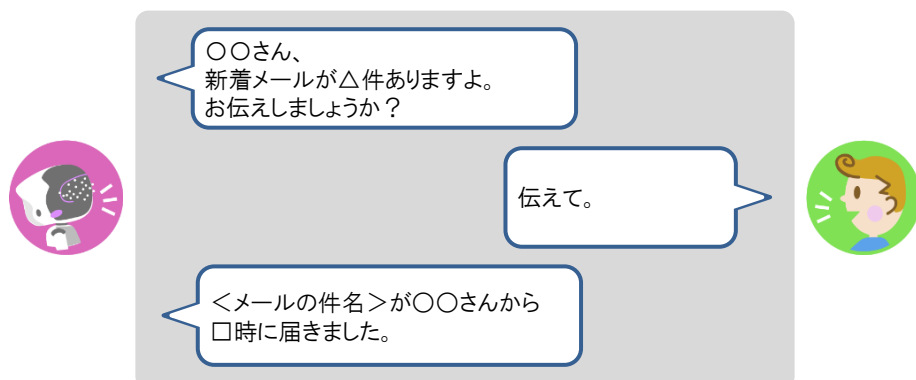 〇〇さん、
新着メールが△件ありますよ。
お伝えしましょうか？
伝えて。
＜メールの件名＞が〇〇さんから
□時に届きました。